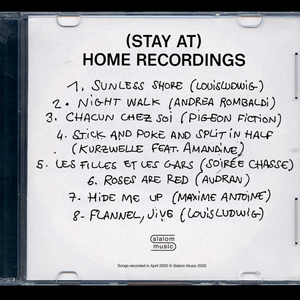 (STAY AT)
HOME RECORDINGS
1. SUNLESS SHORE (LOUISLUDWIG)
2. NIGHT WALK (ANDREA ROMBALDI)
3. CHACUN CHEZ SOI (PIGEON FICTION)
4. STICK AND POKE AND SPLIT IN HALF
(KURZWELLE FEAT. AMANDINE)
5. LES FILLES ET LES GARS (SOIRÉE CHASSE)
6. ROSES ARE RED (AUDRAN)
7. HIDE ME UP (MAXIME ANTOINE)
8- FLANNEL, JIVE (LOUISLUDWIG)
slalom
music
Songs recorded in April 2020 © Slalom Music 2020